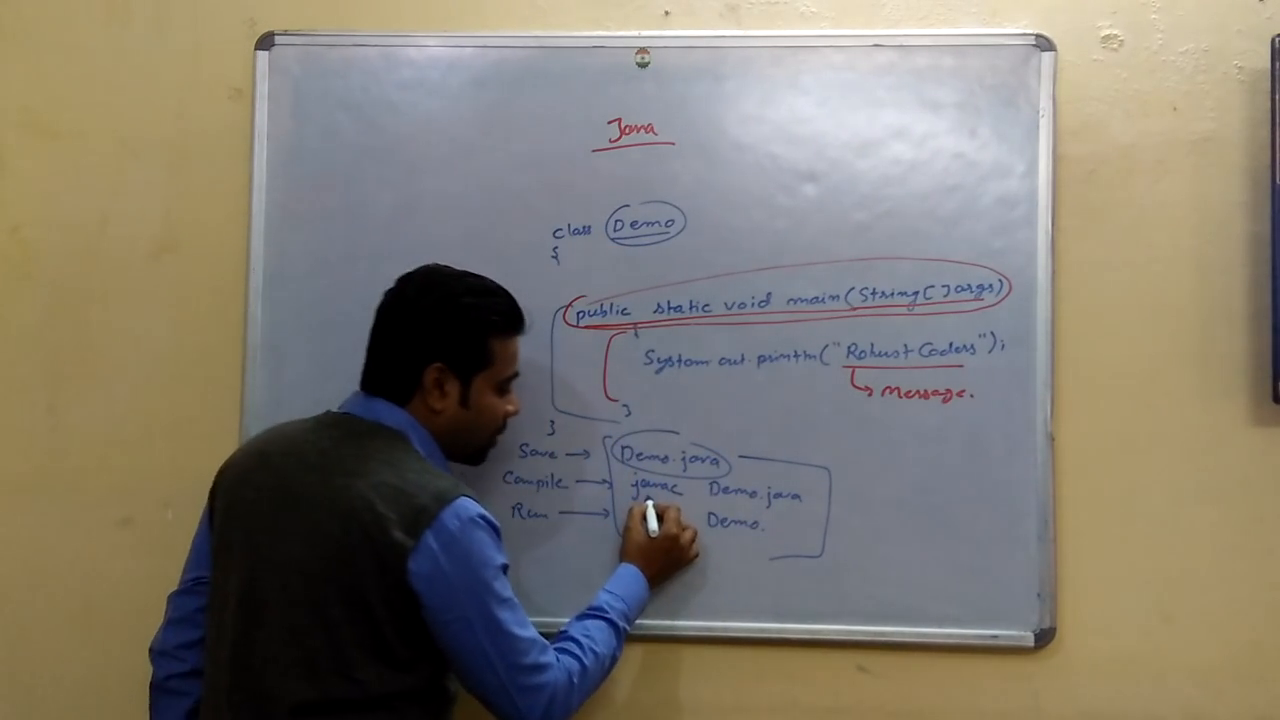 Java
class Demo
{
public static void main(String[] args)
{
System.out.println("Robust Coders");
Message.
}
}
Save → Demo.java
Compile → javac Demo.java
Run → Demo.